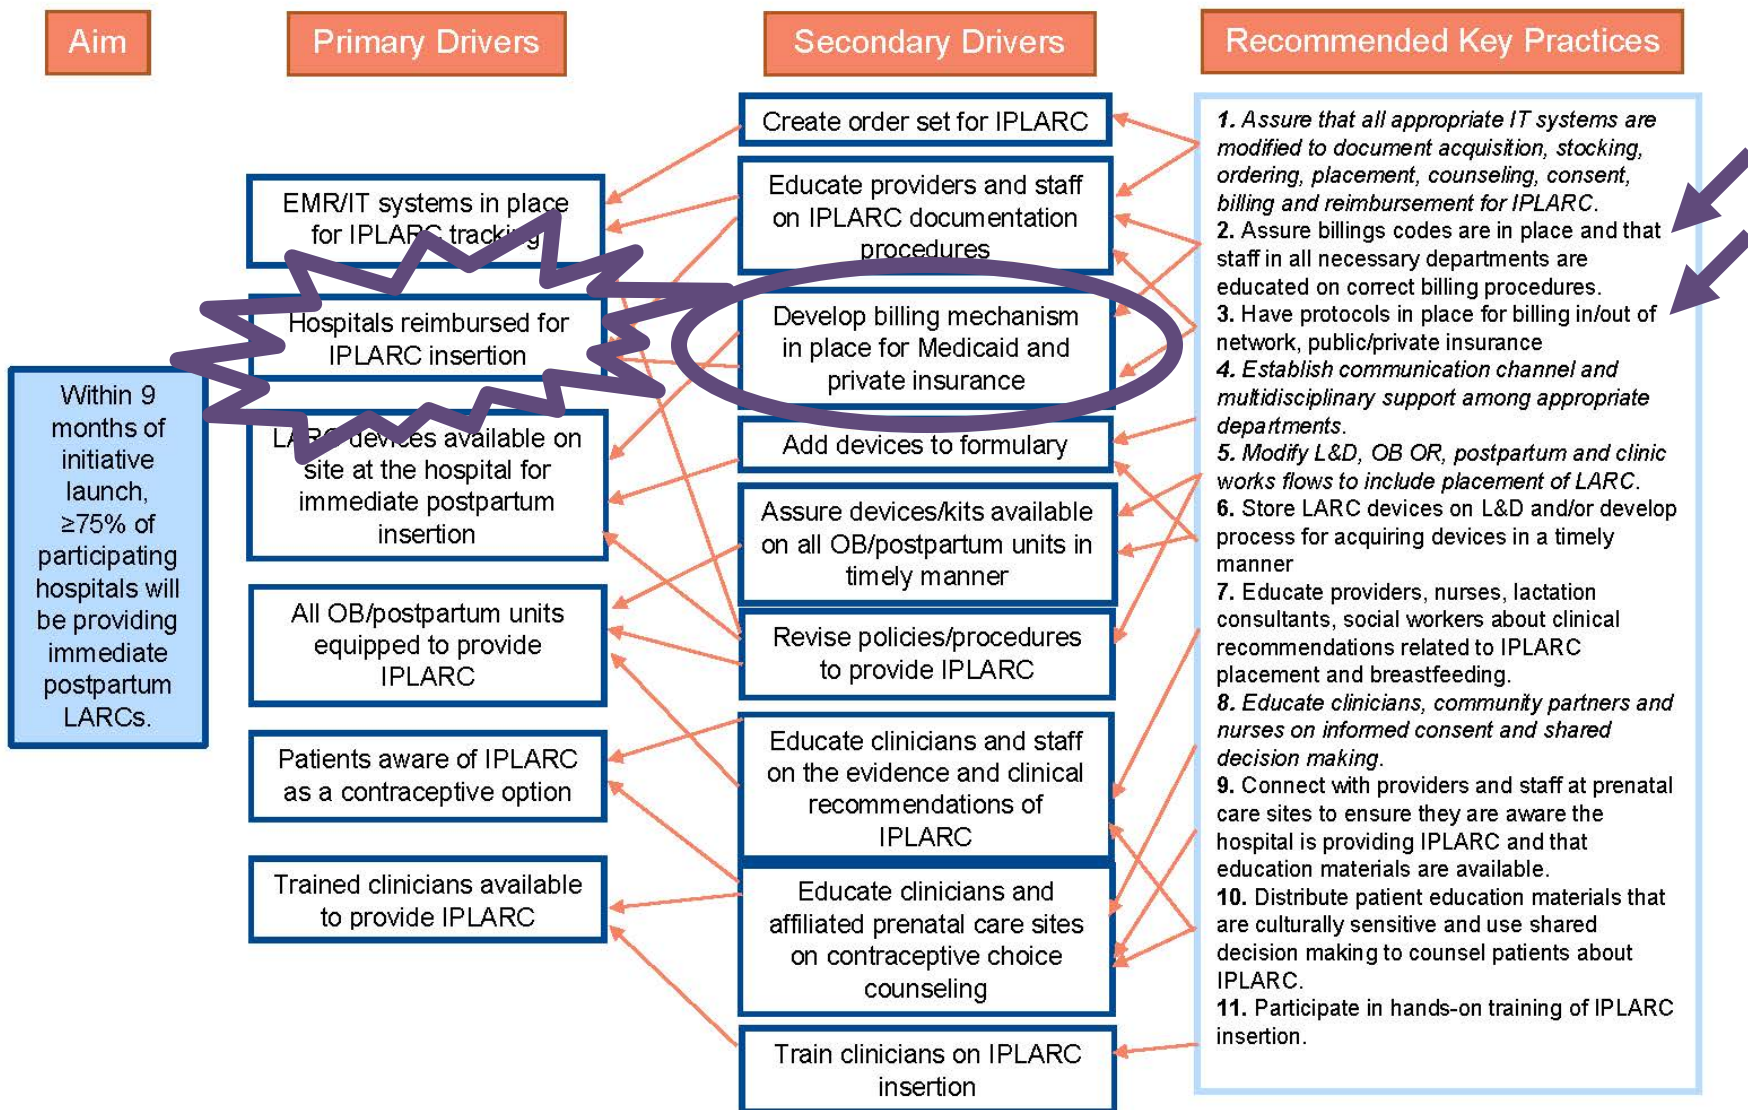 Aim
Primary Drivers
Secondary Drivers
Recommended Key Practices
Within 9
months of
initiative
launch,
≥75% of
participating
hospitals will
be providing
immediate
postpartum
LARCs.
EMR/IT systems in place
for IPLARC tracking
Hospitals reimbursed for
IPLARC insertion
LARC devices available on
site at the hospital for
immediate postpartum
insertion
All OB/postpartum units
equipped to provide
IPLARC
Patients aware of IPLARC
as a contraceptive option
Trained clinicians available
to provide IPLARC
Create order set for IPLARC
Educate providers and staff
on IPLARC documentation
procedures
Develop billing mechanism
in place for Medicaid and
private insurance
Add devices to formulary
Assure devices/kits available
on all OB/postpartum units in
timely manner
Revise policies/procedures
to provide IPLARC
Educate clinicians and staff
on the evidence and clinical
recommendations of
IPLARC
Educate clinicians and
affiliated prenatal care sites
on contraceptive choice
counseling
Train clinicians on IPLARC
insertion
1. Assure that all appropriate IT systems are
modified to document acquisition, stocking,
ordering, placement, counseling, consent,
billing and reimbursement for IPLARC.
2. Assure billings codes are in place and that
staff in all necessary departments are
educated on correct billing procedures.
3. Have protocols in place for billing in/out of
network, public/private insurance
4. Establish communication channel and
multidisciplinary support among appropriate
departments.
5. Modify L&D, OB OR, postpartum and clinic
works flows to include placement of LARC.
6. Store LARC devices on L&D and/or develop
process for acquiring devices in a timely
manner
7. Educate providers, nurses, lactation
consultants, social workers about clinical
recommendations related to IPLARC
placement and breastfeeding.
8. Educate clinicians, community partners and
nurses on informed consent and shared
decision making.
9. Connect with providers and staff at prenatal
care sites to ensure they are aware the
hospital is providing IPLARC and that
education materials are available.
10. Distribute patient education materials that
are culturally sensitive and use shared
decision making to counsel patients about
IPLARC.
11. Participate in hands-on training of IPLARC
insertion.